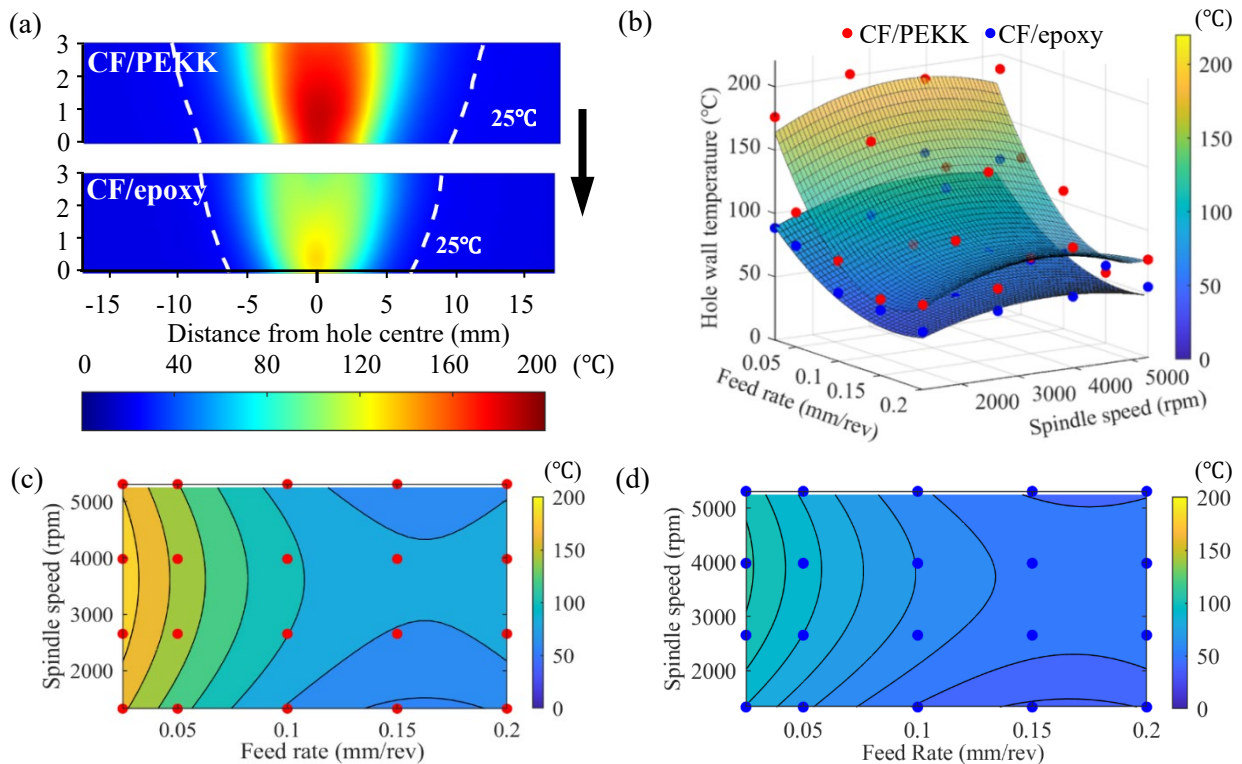 (a)
3
CF/PEKK
2
1
25℃
0
3
CF/epoxy
2
1
25℃
0
-15 -10 -5 0 5 10 15
Distance from hole centre (mm)
0 40 80 120 160 200 (℃)
(b)
CF/PEKK CF/epoxy
(℃)
Hole wall temperature (℃)
200
150
100
50
0
0.05
0.1
0.15
0.2
Feed rate (mm/rev)
2000
3000
4000
5000
Spindle speed (rpm)
200
150
100
50
0
(c)
(℃)
Spindle speed (rpm)
5000
4000
3000
2000
0.05 0.1 0.15 0.2
Feed rate (mm/rev)
200
150
100
50
0
(d)
(℃)
Spindle speed (rpm)
5000
4000
3000
2000
0.05 0.1 0.15 0.2
Feed Rate (mm/rev)
200
150
100
50
0